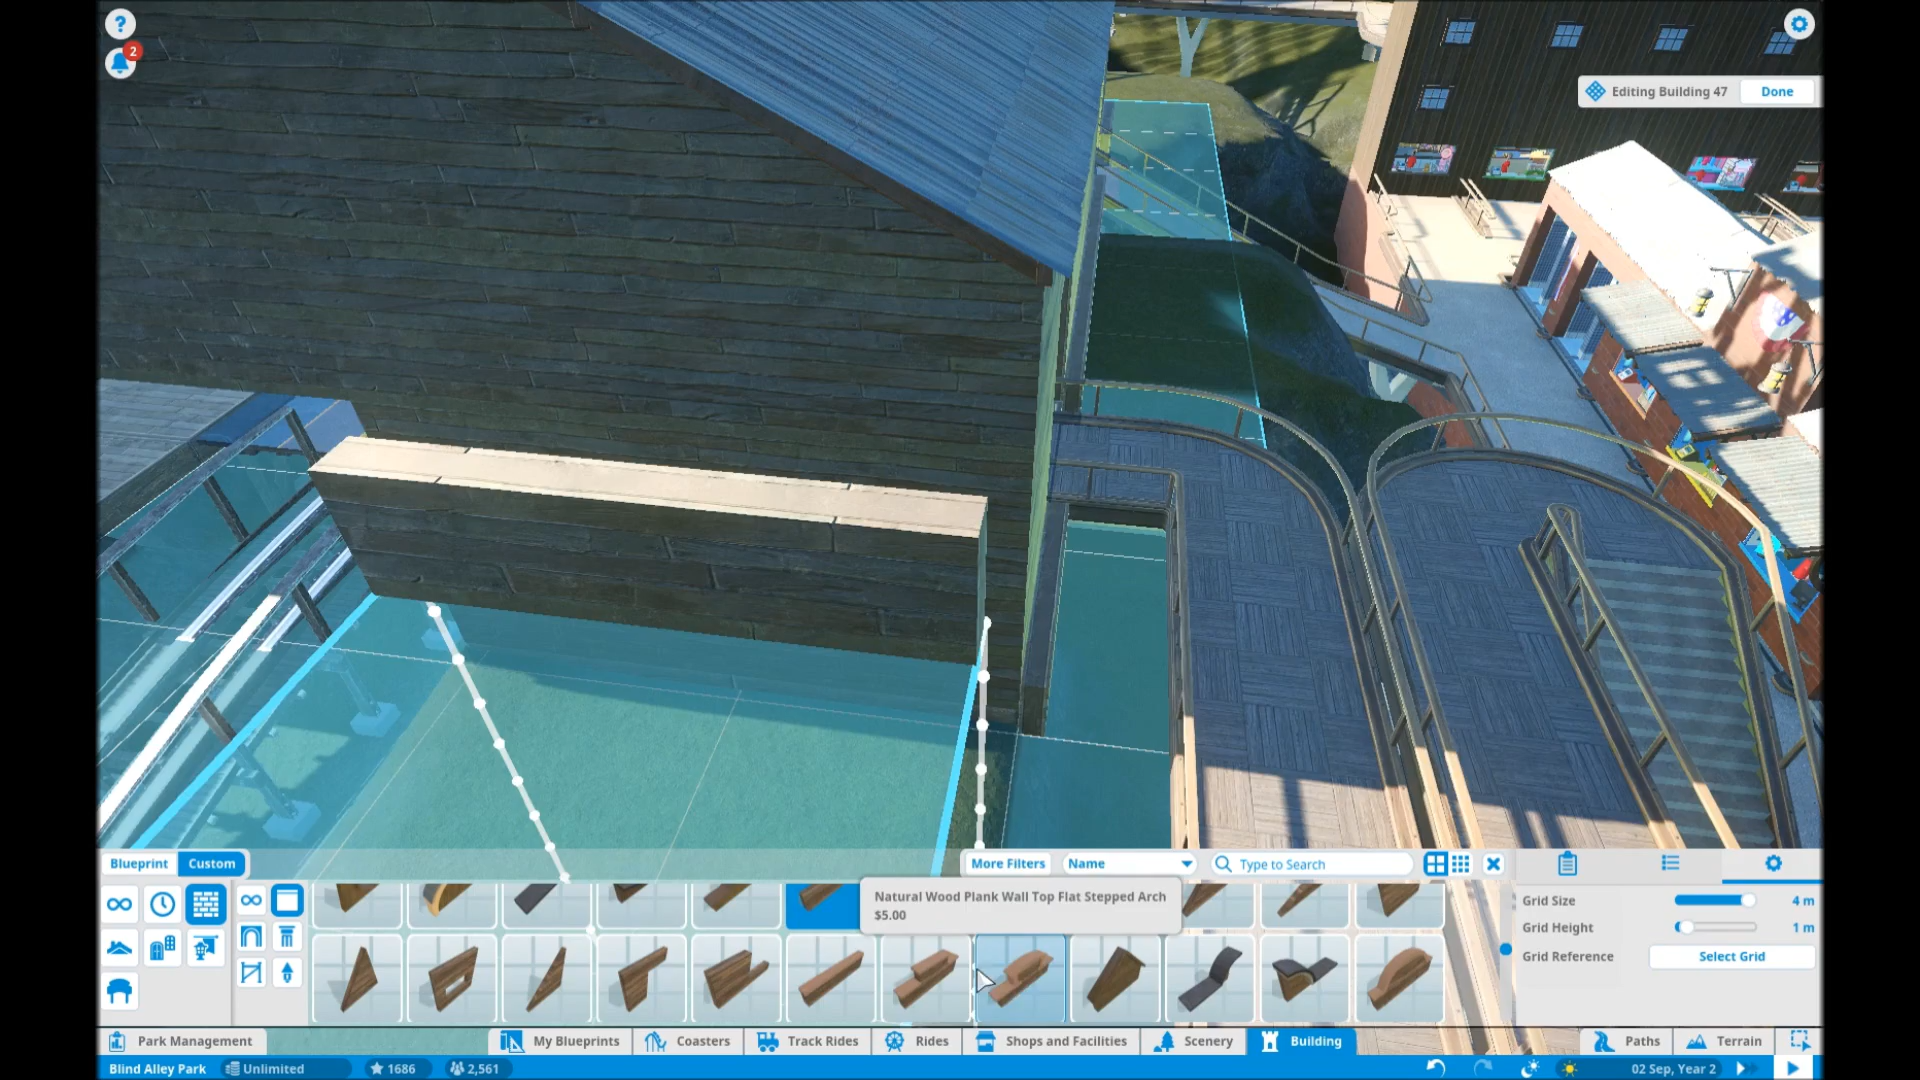 ?
2
Editing Building 47
Done
Blueprint
Custom
More Filters
Name
Type to Search
Natural Wood Plank Wall Top Flat Stepped Arch
$5.00
Grid Size
4 m
Grid Height
1 m
Grid Reference
Select Grid
Park Management
My Blueprints
Coasters
Track Rides
Rides
Shops and Facilities
Scenery
Building
Paths
Terrain
Blind Alley Park
Unlimited
1686
2,561
02 Sep, Year 2